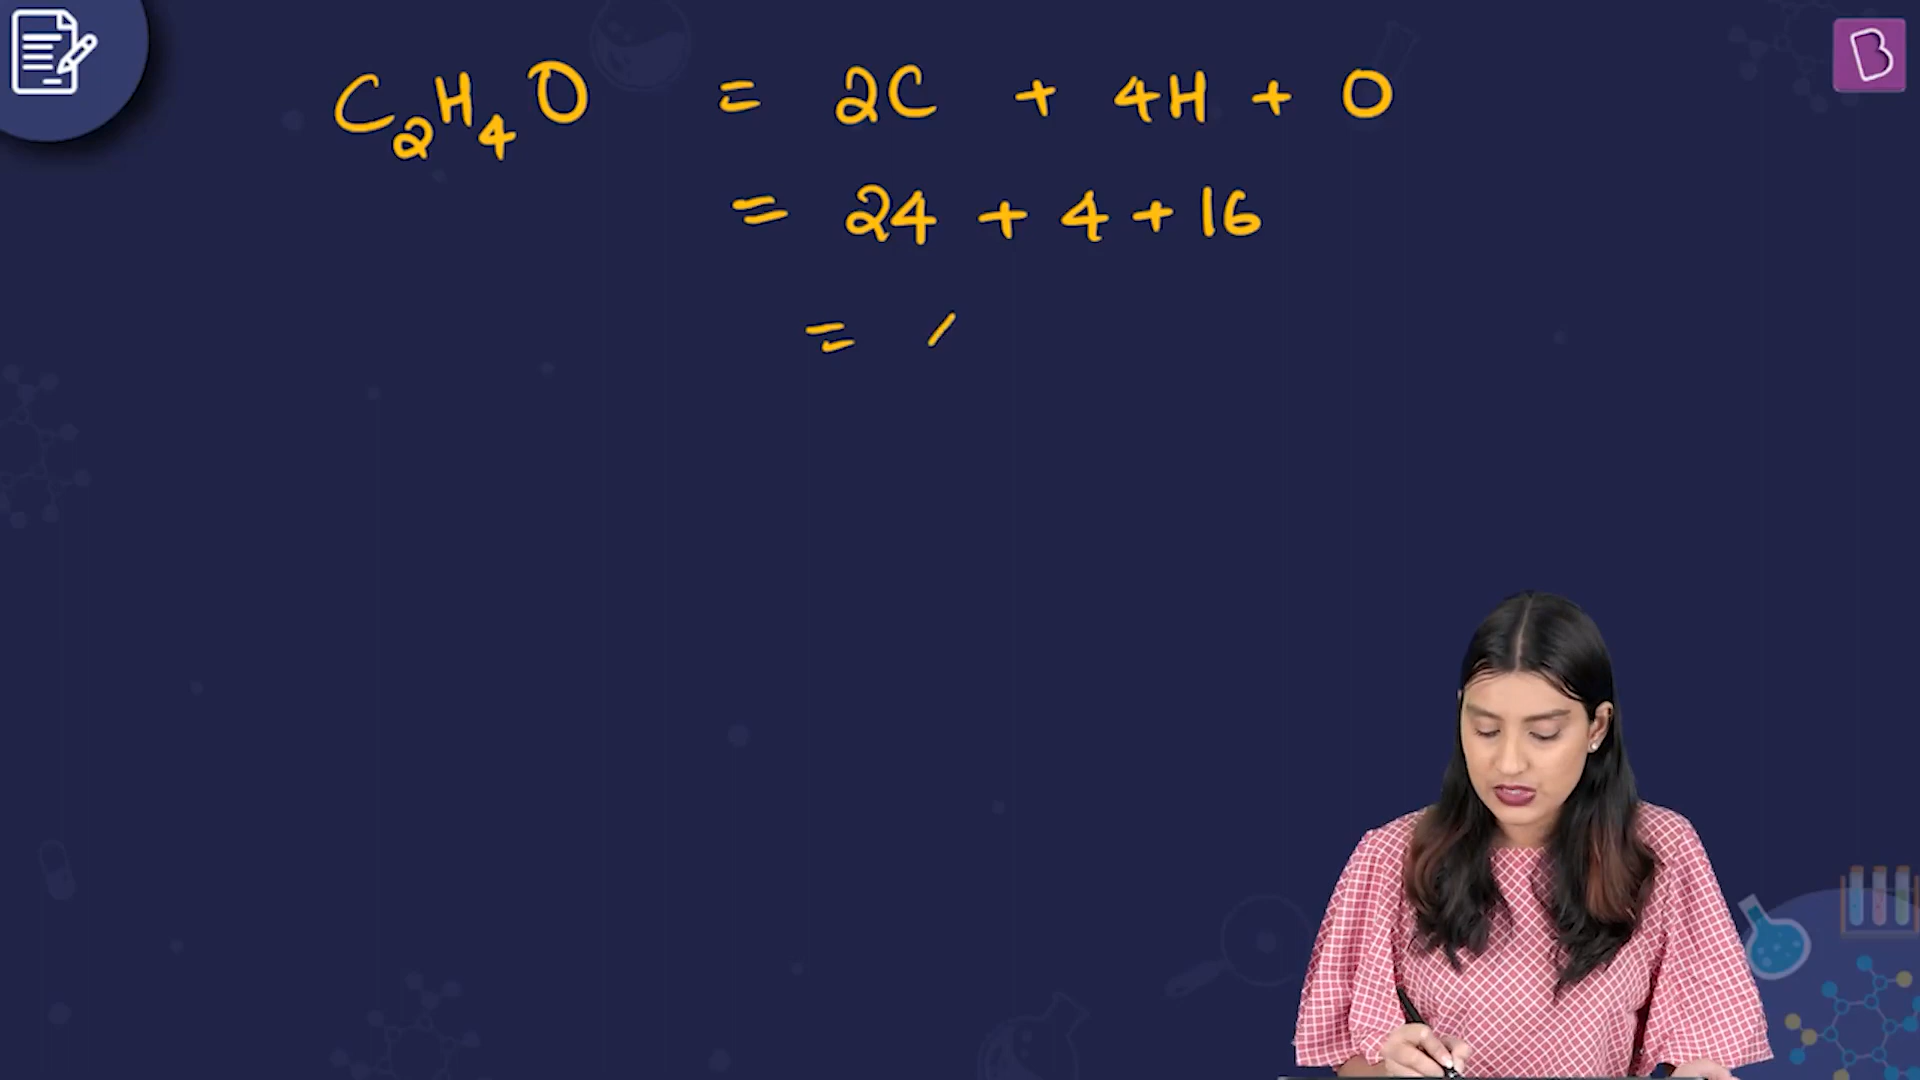 C₂H₄O = 2C + 4H + O
= 24 + 4 + 16
=
B